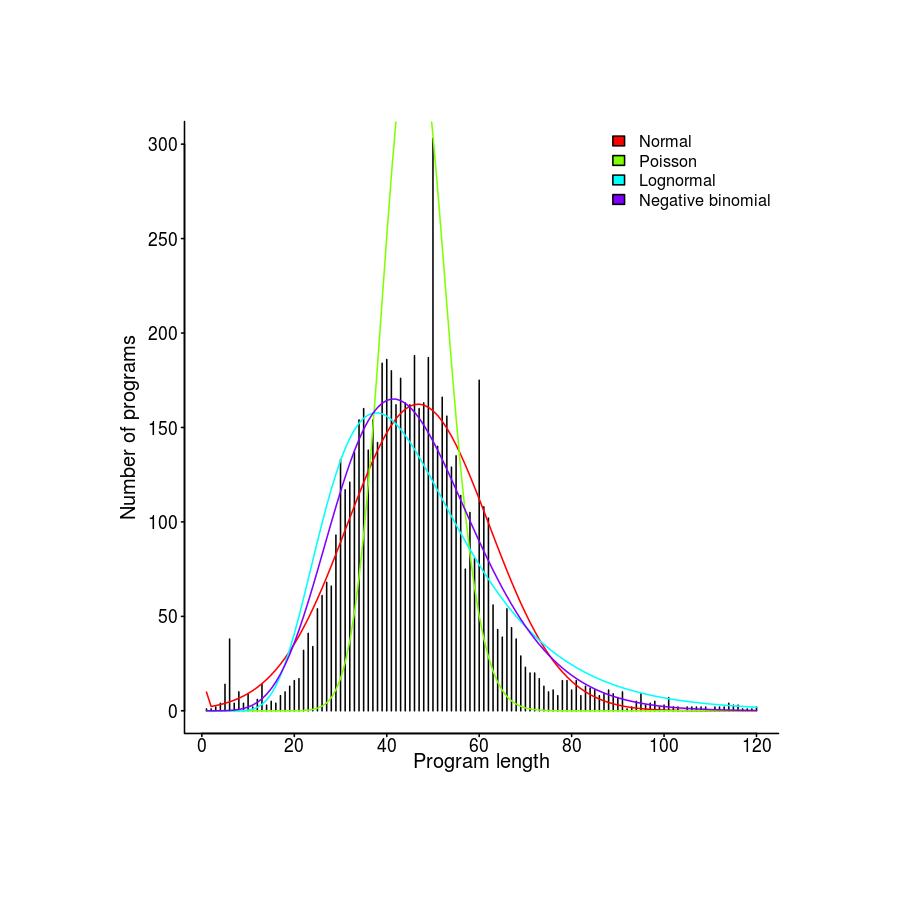 Normal
Poisson
Lognormal
Negative binomial
300
250
200
150
100
50
0
Number of programs
0 20 40 60 80 100 120
Program length